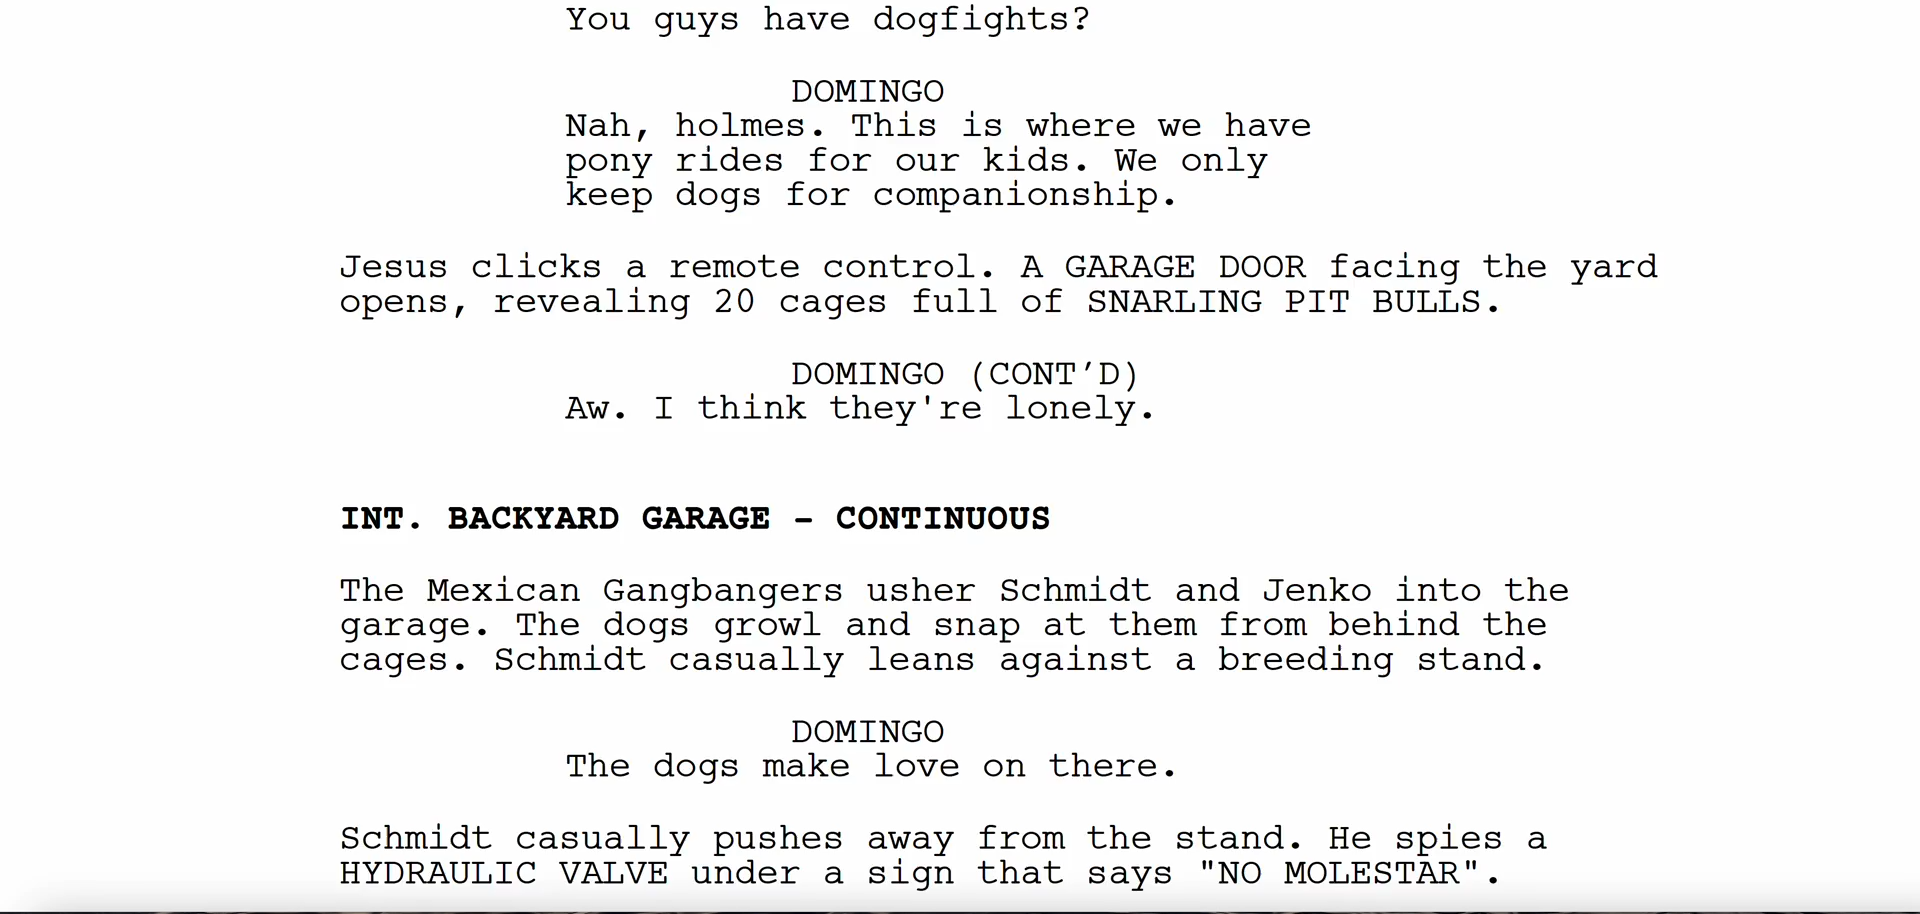 You guys have dogfights?
DOMINGO
Nah, holmes. This is where we have
pony rides for our kids. We only
keep dogs for companionship.
Jesus clicks a remote control. A GARAGE DOOR facing the yard
opens, revealing 20 cages full of SNARLING PIT BULLS.
DOMINGO (CONT’D)
Aw. I think they're lonely.
INT. BACKYARD GARAGE – CONTINUOUS
The Mexican Gangbangers usher Schmidt and Jenko into the
garage. The dogs growl and snap at them from behind the
cages. Schmidt casually leans against a breeding stand.
DOMINGO
The dogs make love on there.
Schmidt casually pushes away from the stand. He spies a
HYDRAULIC VALVE under a sign that says "NO MOLESTAR".